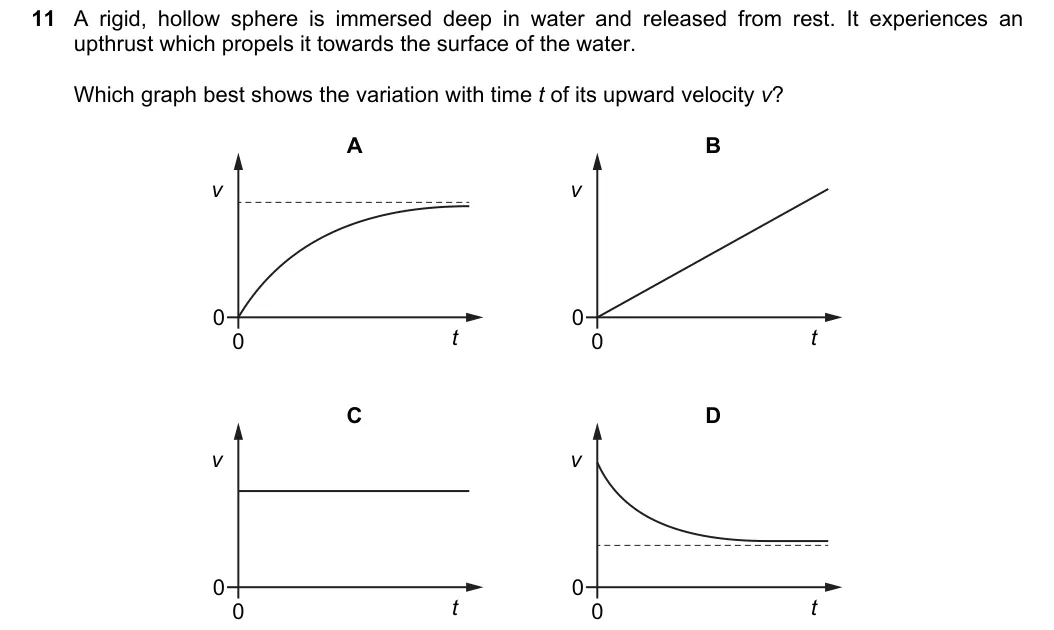 11 A rigid, hollow sphere is immersed deep in water and released from rest. It experiences an
upthrust which propels it towards the surface of the water.
Which graph best shows the variation with time t of its upward velocity v?
A
v
0
0
t
B
v
0
0
t
C
v
0
0
t
D
v
0
0
t